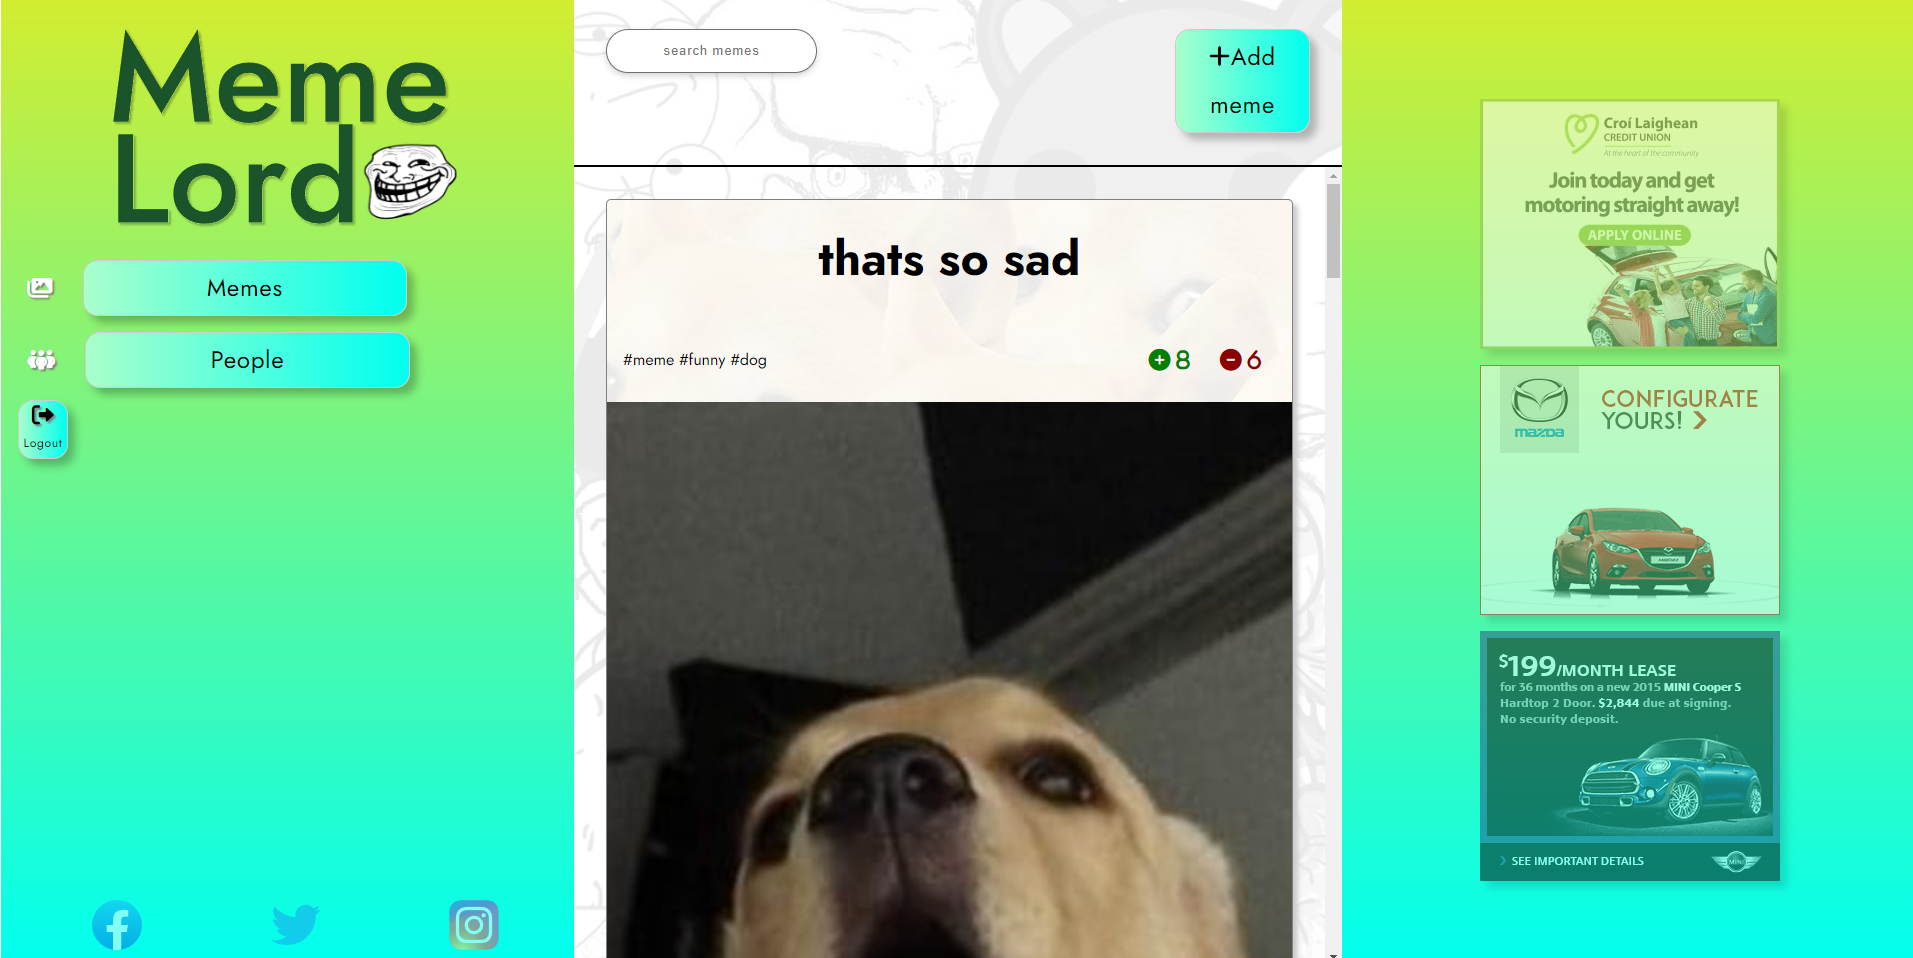 Meme
Lord
Memes
People
Logout
search memes
+Add
meme
thats so sad
#meme #funny #dog
8
6
Croí Laighean
CREDIT UNION
At the heart of the community
Join today and get
motoring straight away!
APPLY ONLINE
mazda
CONFIGURATE
YOURS!
$199/MONTH LEASE
for 36 months on a new 2015 MINI Cooper S
Hardtop 2 Door. $2,844 due at signing.
No security deposit.
SEE IMPORTANT DETAILS
MINI